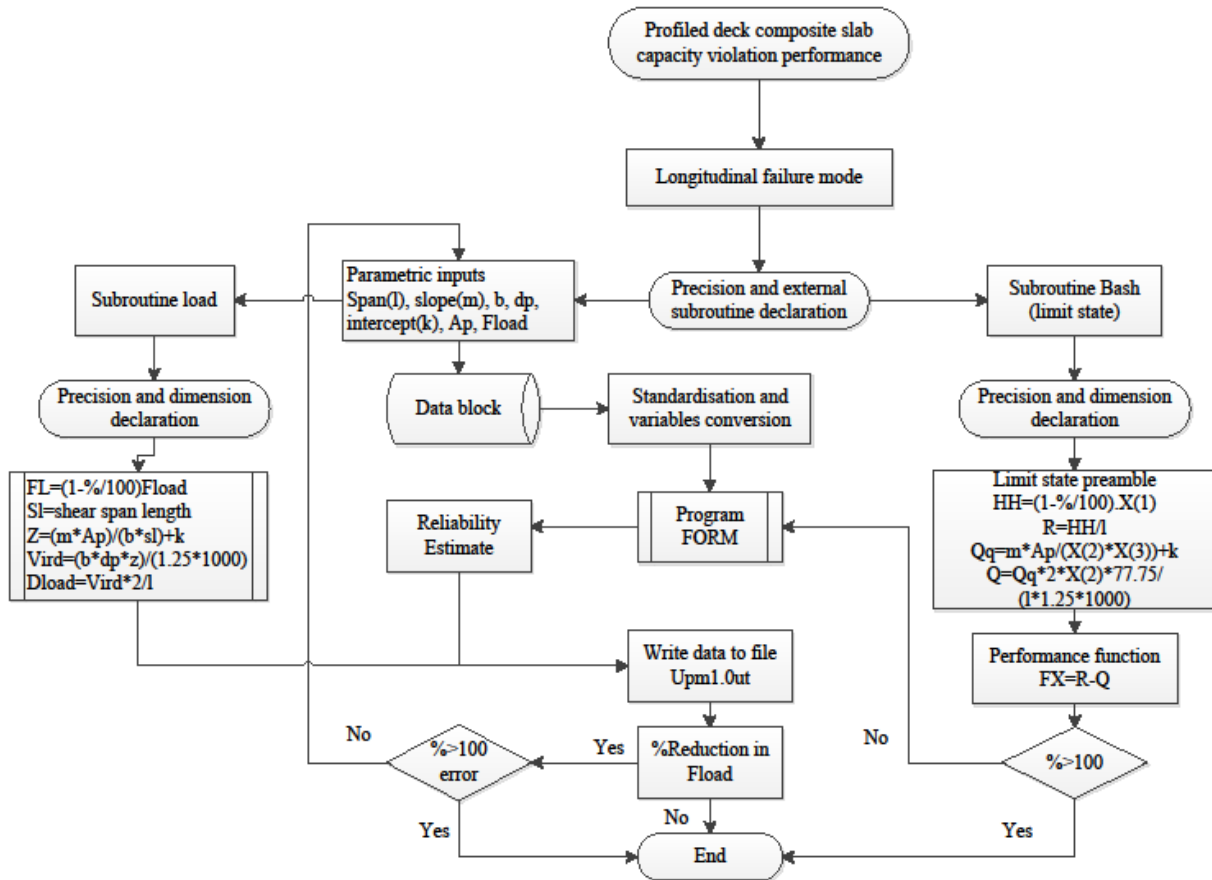 Profiled deck composite slab
capacity violation performance
Longitudinal failure mode
Subroutine load
Parametric inputs
Span(l), slope(m), b, dp,
intercept(k), Ap, Fload
Precision and external
subroutine declaration
Subroutine Bash
(limit state)
Precision and dimension
declaration
Data block
Standardisation and
variables conversion
Precision and dimension
declaration
FL=(1-%/100)Fload
Sl=shear span length
Z=(m*Ap)/(b*sl)+k
Vird=(b*dp*z)/(1.25*1000)
Dload=Vird*2/l
Reliability
Estimate
Program
FORM
Limit state preamble
HH=(1-%/100).X(1)
R=HH/l
Qq=m*Ap/(X(2)*X(3))+k
Q=Qq*2*X(2)*77.75/
(l*1.25*1000)
Write data to file
Upm1.0ut
Performance function
FX=R-Q
No
%>100
error
Yes
%Reduction in
Fload
No
%>100
Yes
No
Yes
End